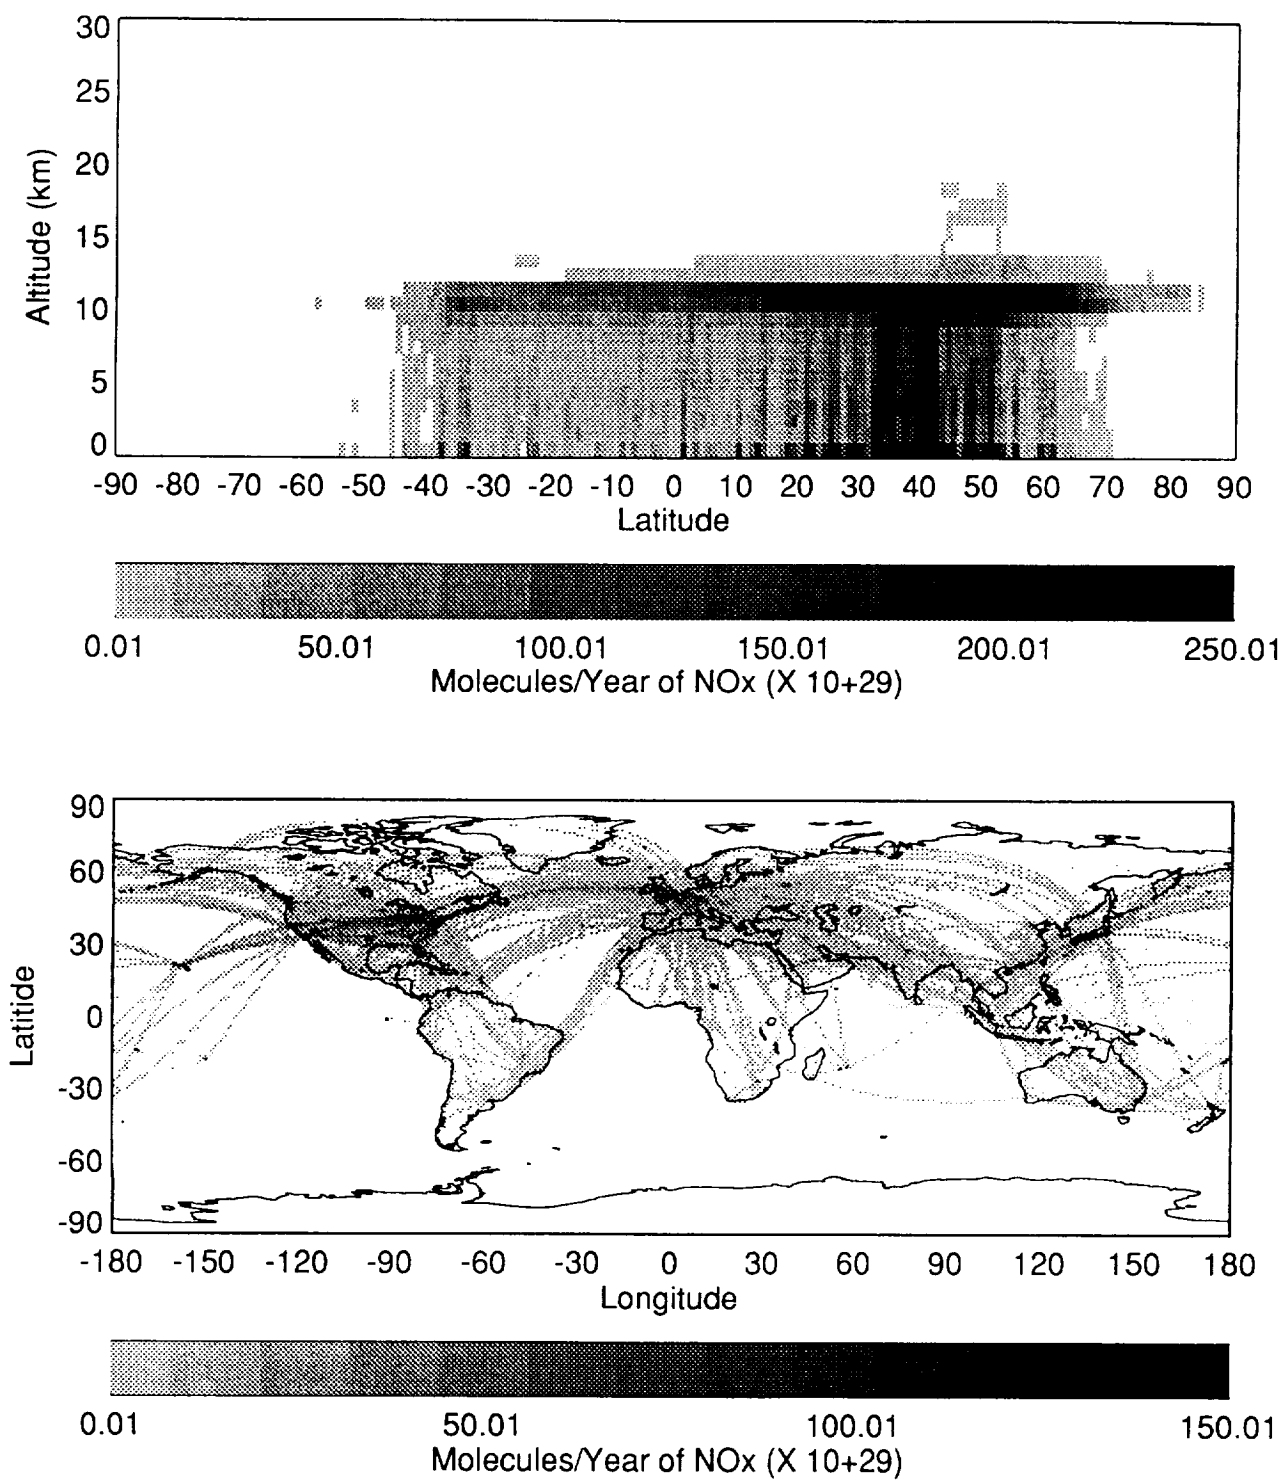 30
25
20
15
10
5
0
Altitude (km)
-90 -80 -70 -60 -50 -40 -30 -20 -10 0 10 20 30 40 50 60 70 80 90
Latitude
0.01 50.01 100.01 150.01 200.01 250.01
Molecules/Year of NOx (X 10+29)
90
60
30
0
-30
-60
-90
Latitide
-180 -150 -120 -90 -60 -30 0 30 60 90 120 150 180
Longitude
0.01 50.01 100.01 150.01
Molecules/Year of NOx (X 10+29)